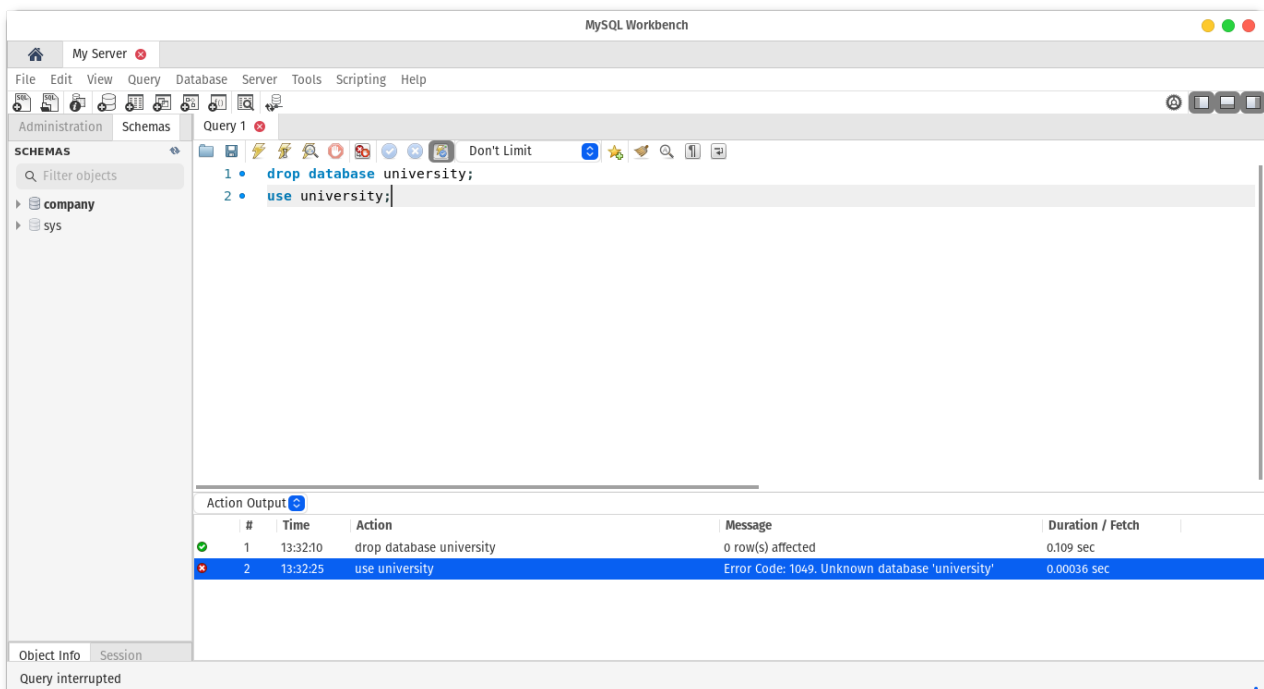 MySQL Workbench
My Server
File Edit View Query Database Server Tools Scripting Help
Administration Schemas
Query 1
SCHEMAS
Don't Limit
Filter objects
company
sys
1 drop database university;
2 use university;
Action Output
# Time Action Message Duration / Fetch
1 13:32:10 drop database university 0 row(s) affected 0.109 sec
2 13:32:25 use university Error Code: 1049. Unknown database 'university' 0.00036 sec
Object Info Session
Query interrupted